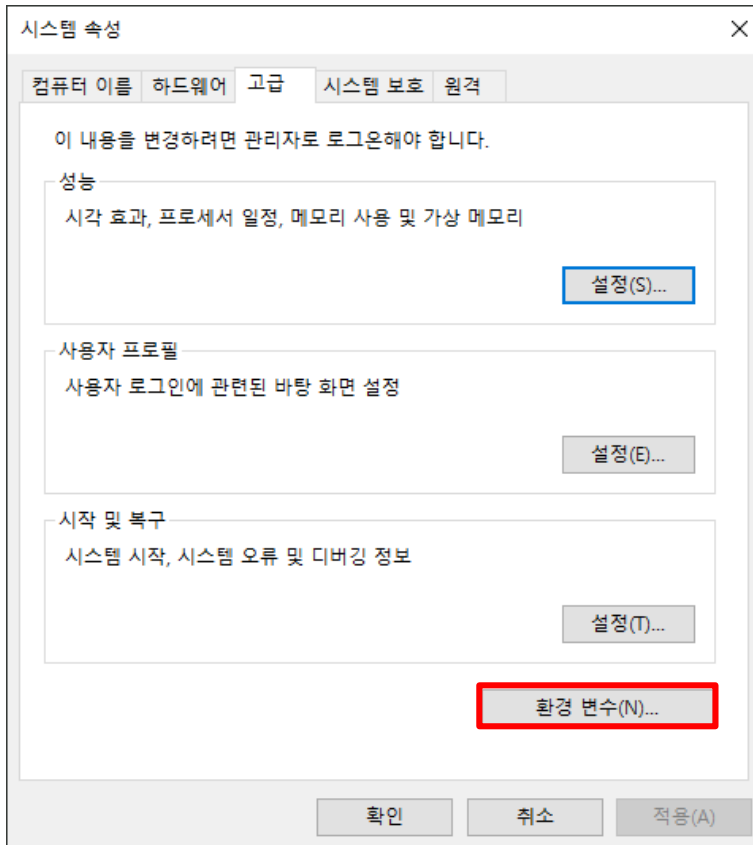 시스템 속성
컴퓨터 이름 하드웨어 고급 시스템 보호 원격
이 내용을 변경하려면 관리자로 로그온해야 합니다.
성능
시각 효과, 프로세서 일정, 메모리 사용 및 가상 메모리
설정(S)...
사용자 프로필
사용자 로그인에 관련된 바탕 화면 설정
설정(E)...
시작 및 복구
시스템 시작, 시스템 오류 및 디버깅 정보
설정(T)...
환경 변수(N)...
확인 취소 적용(A)